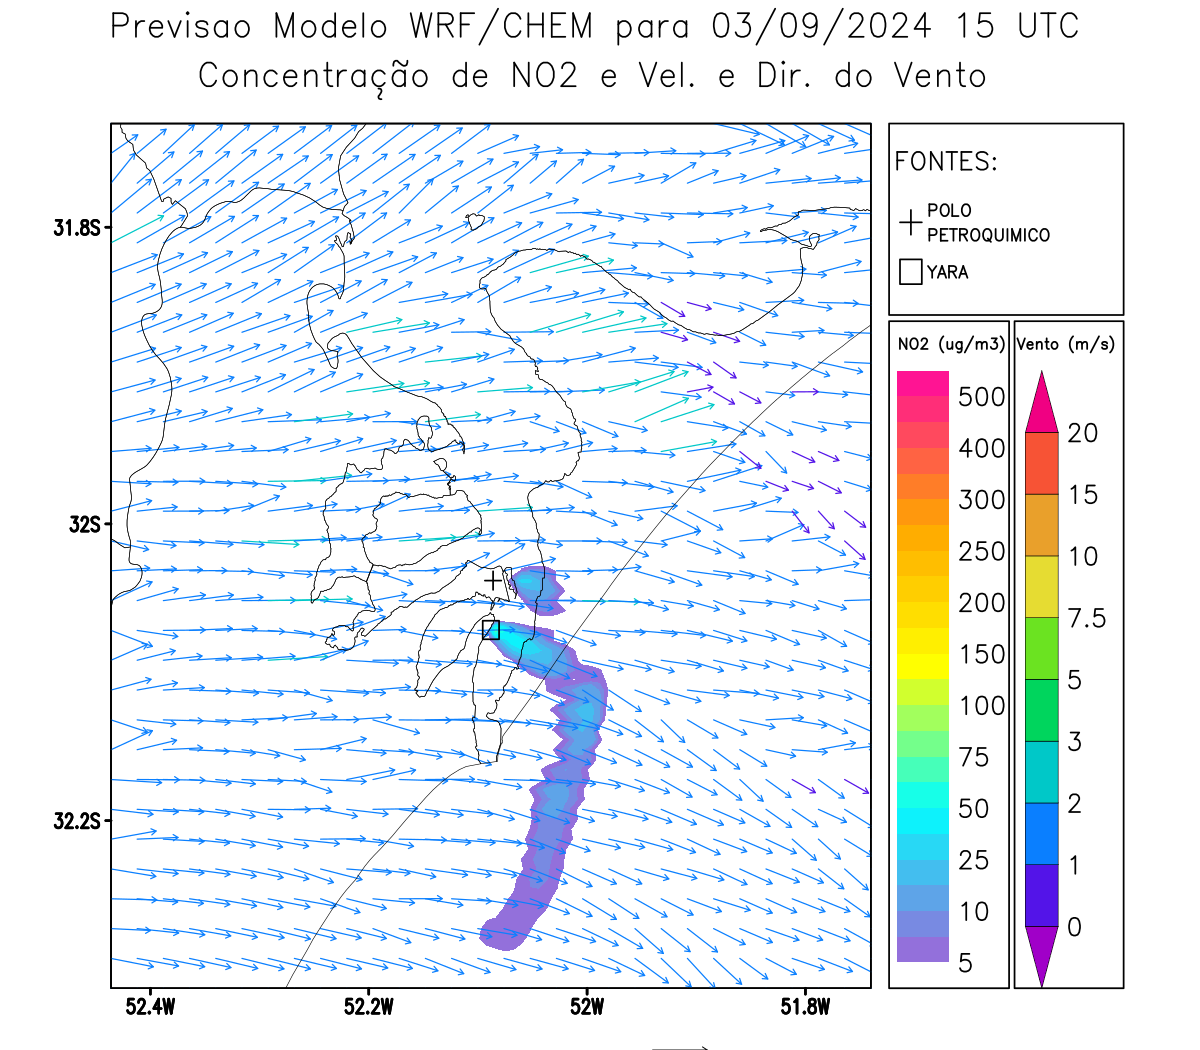 Previsao Modelo WRF/CHEM para 03/09/2024 15 UTC
Concentração de NO2 e Vel. e Dir. do Vento
FONTES:
POLO
PETROQUIMICO
YARA
NO2 (ug/m3)
500
400
300
250
200
150
100
75
50
25
10
5
Vento (m/s)
20
15
10
7.5
5
3
2
1
0
31.8S
32S
32.2S
52.4W
52.2W
52W
51.8W